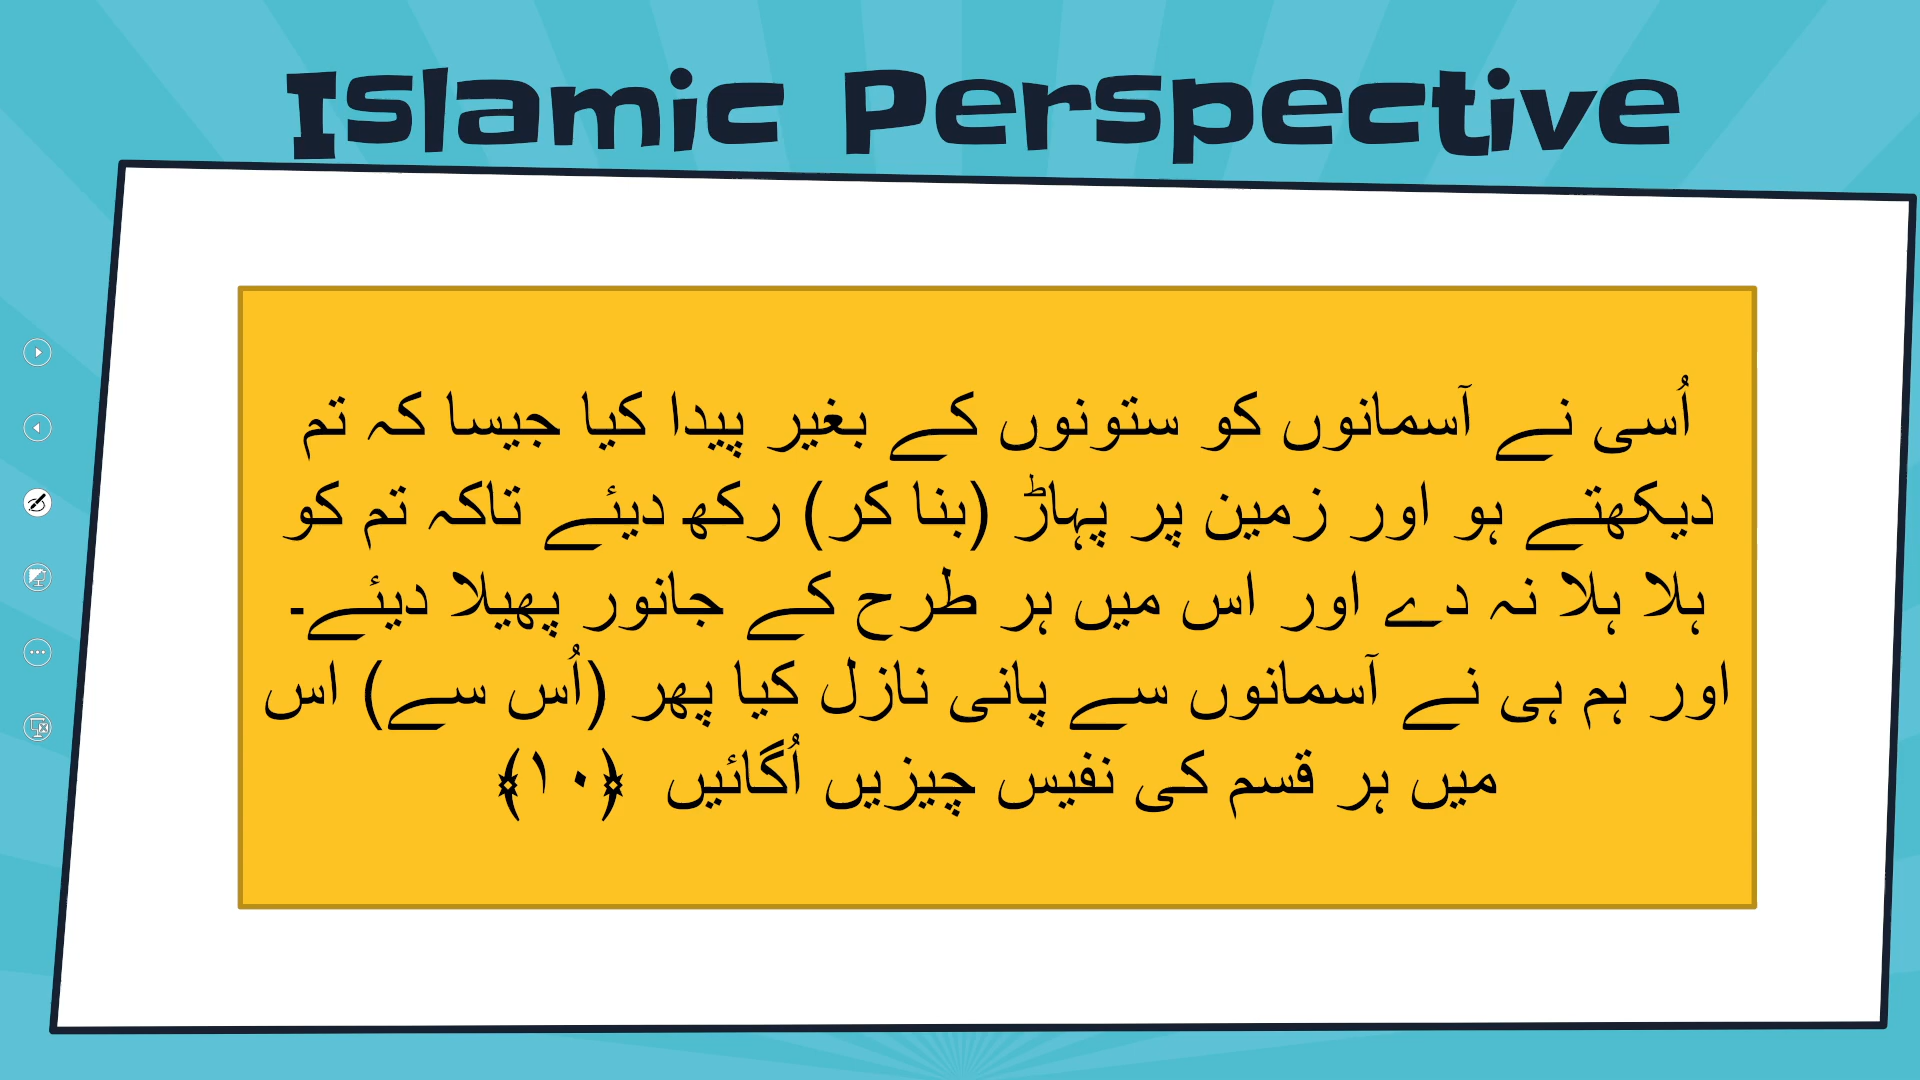 Islamic Perspective
اُسی نے آسمانوں کو ستونوں کے بغیر پیدا کیا جیسا کہ تم
دیکھتے ہو اور زمین پر پہاڑ (بنا کر) رکھ دیئے تاکہ تم کو
ہلا ہلا نہ دے اور اس میں ہر طرح کے جانور پھیلا دیئے۔
اور ہم ہی نے آسمانوں سے پانی نازل کیا پھر (اُس سے) اس
میں ہر قسم کی نفیس چیزیں اُگائیں ﴿۱۰﴾